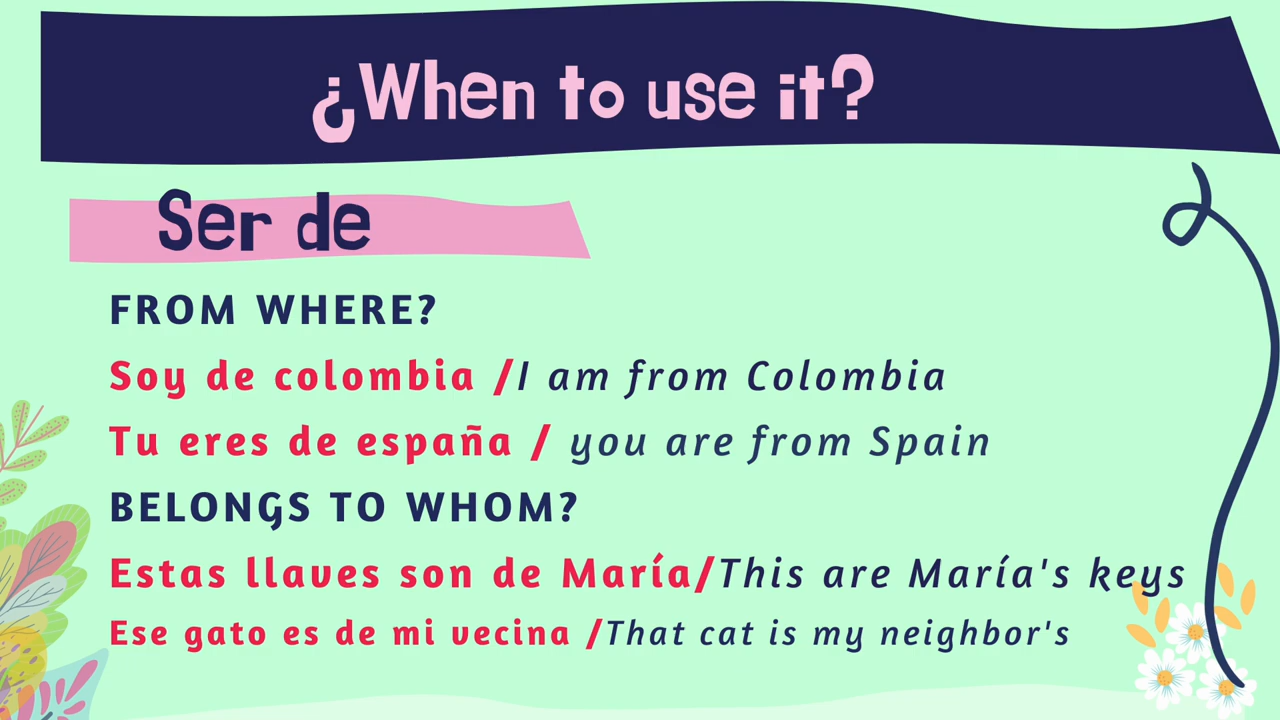 ¿When to use it?
Ser de
FROM WHERE?
Soy de colombia /I am from Colombia
Tu eres de españa / you are from Spain
BELONGS TO WHOM?
Estas llaves son de María/This are María's keys
Ese gato es de mi vecina /That cat is my neighbor's